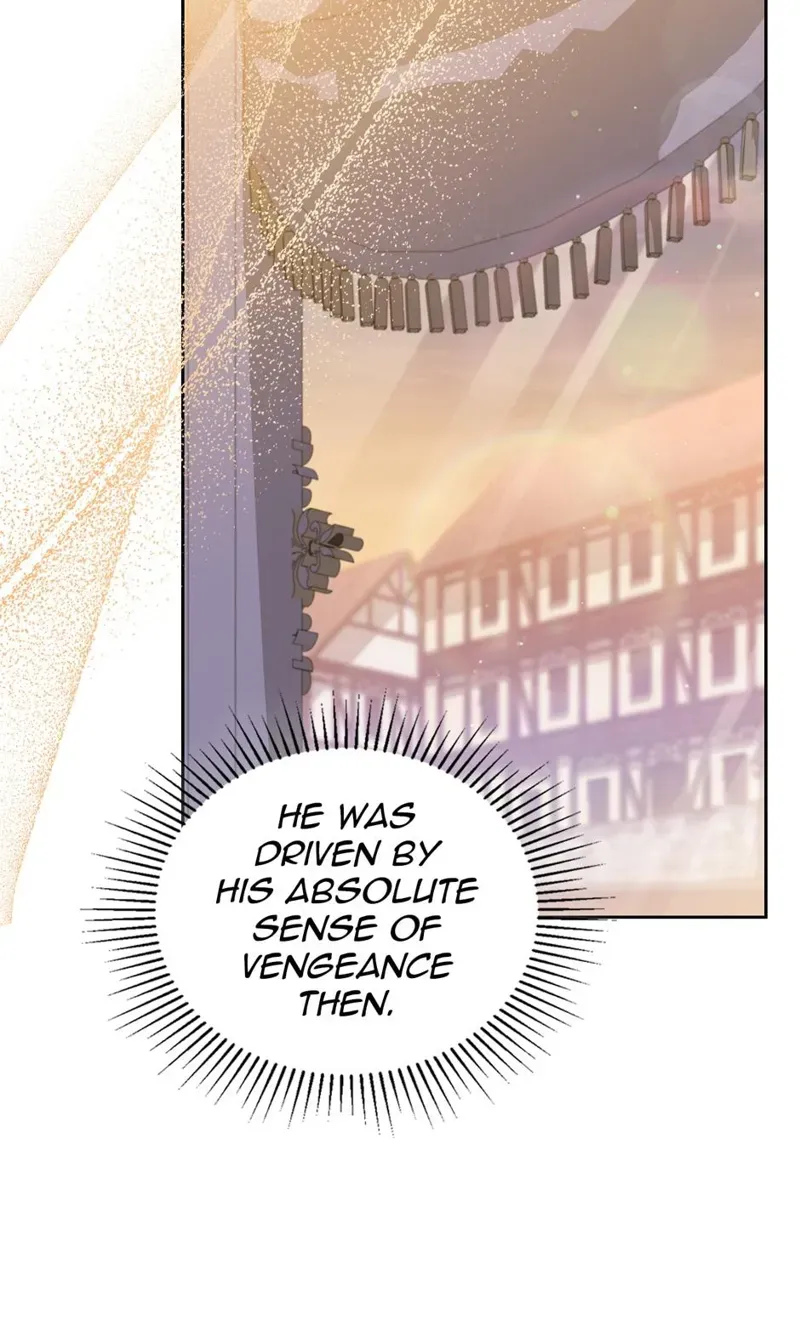 HE WAS
DRIVEN BY
HIS ABSOLUTE
SENSE OF
VENGEANCE
THEN.